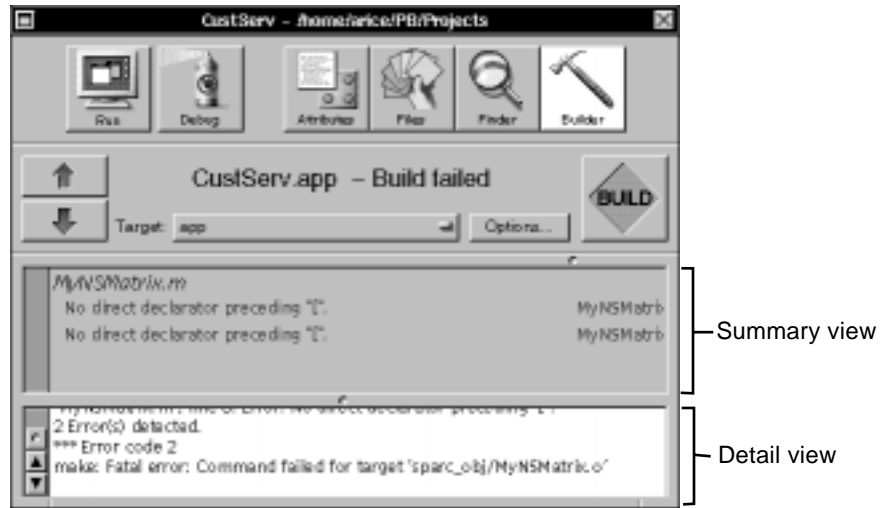 CustServ – /home/arice/PB/Projects
Run Debug Attributes Files Finder Builder
CustServ.app – Build failed
BUILD
Target: app Options...
MyNSMatrix.m
No direct declarator preceding "[". MyNSMatrix
No direct declarator preceding "[". MyNSMatrix
Summary view
2 Error(s) detected.
*** Error code 2
make: Fatal error: Command failed for target 'sparc_obj/MyNSMatrix.o'
Detail view